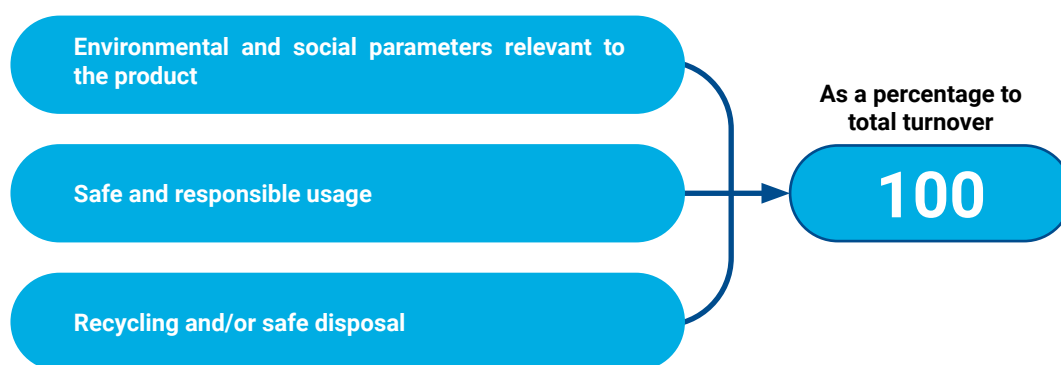 Environmental and social parameters relevant to
the product
As a percentage to
total turnover
Safe and responsible usage
100
Recycling and/or safe disposal